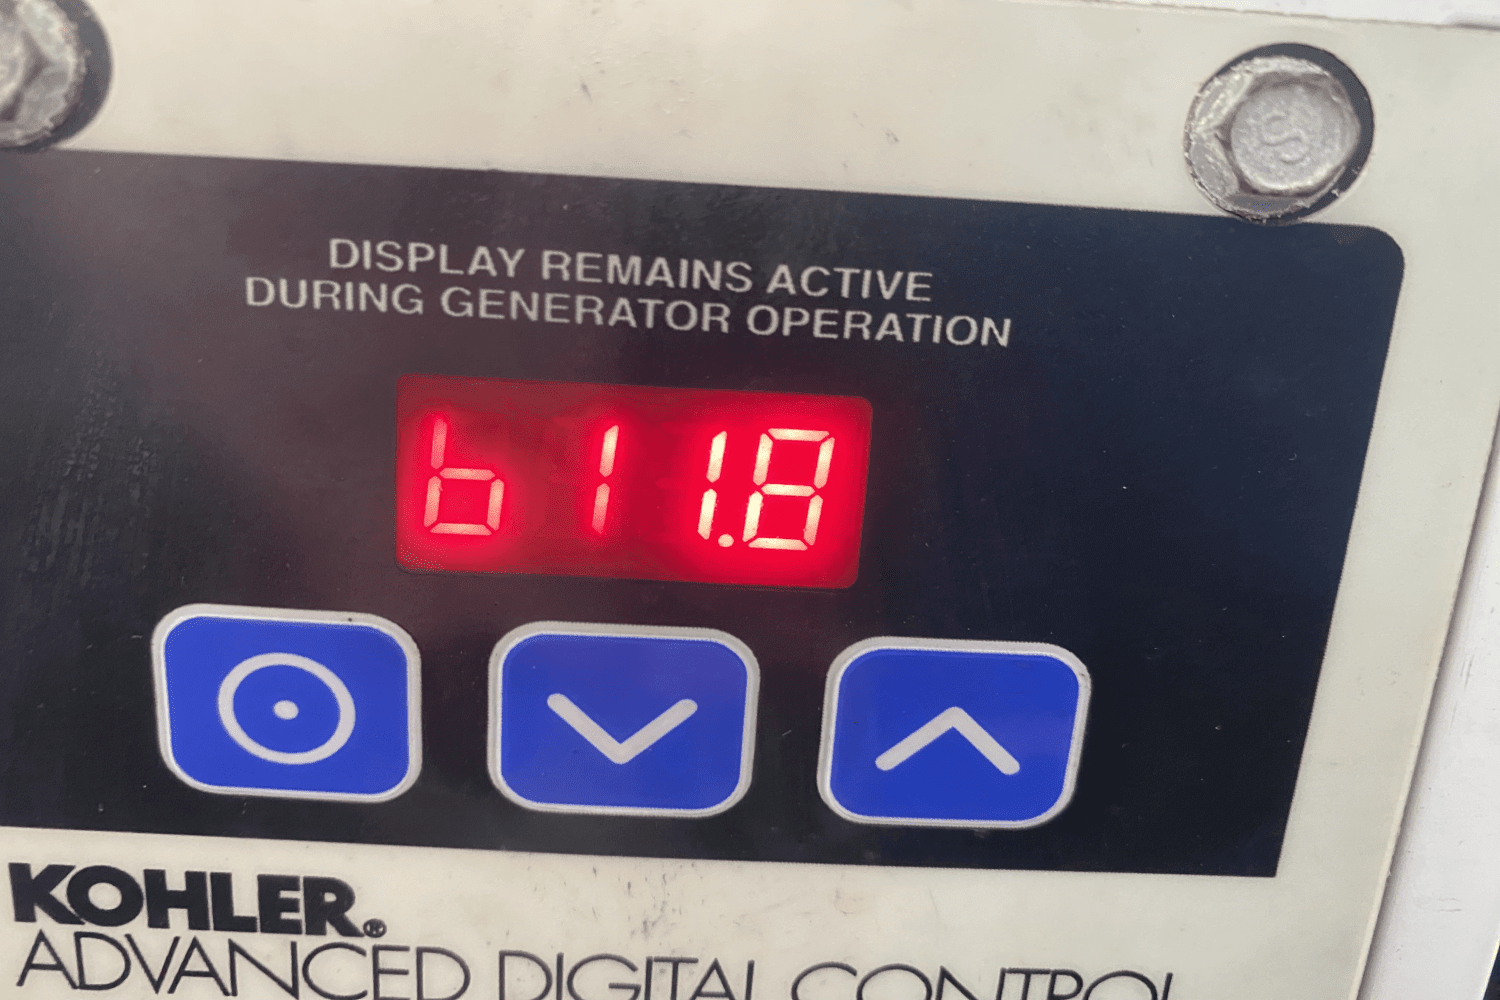 DISPLAY REMAINS ACTIVE
DURING GENERATOR OPERATION
b11.8
KOHLER®
ADVANCED DIGITAL CONTROL